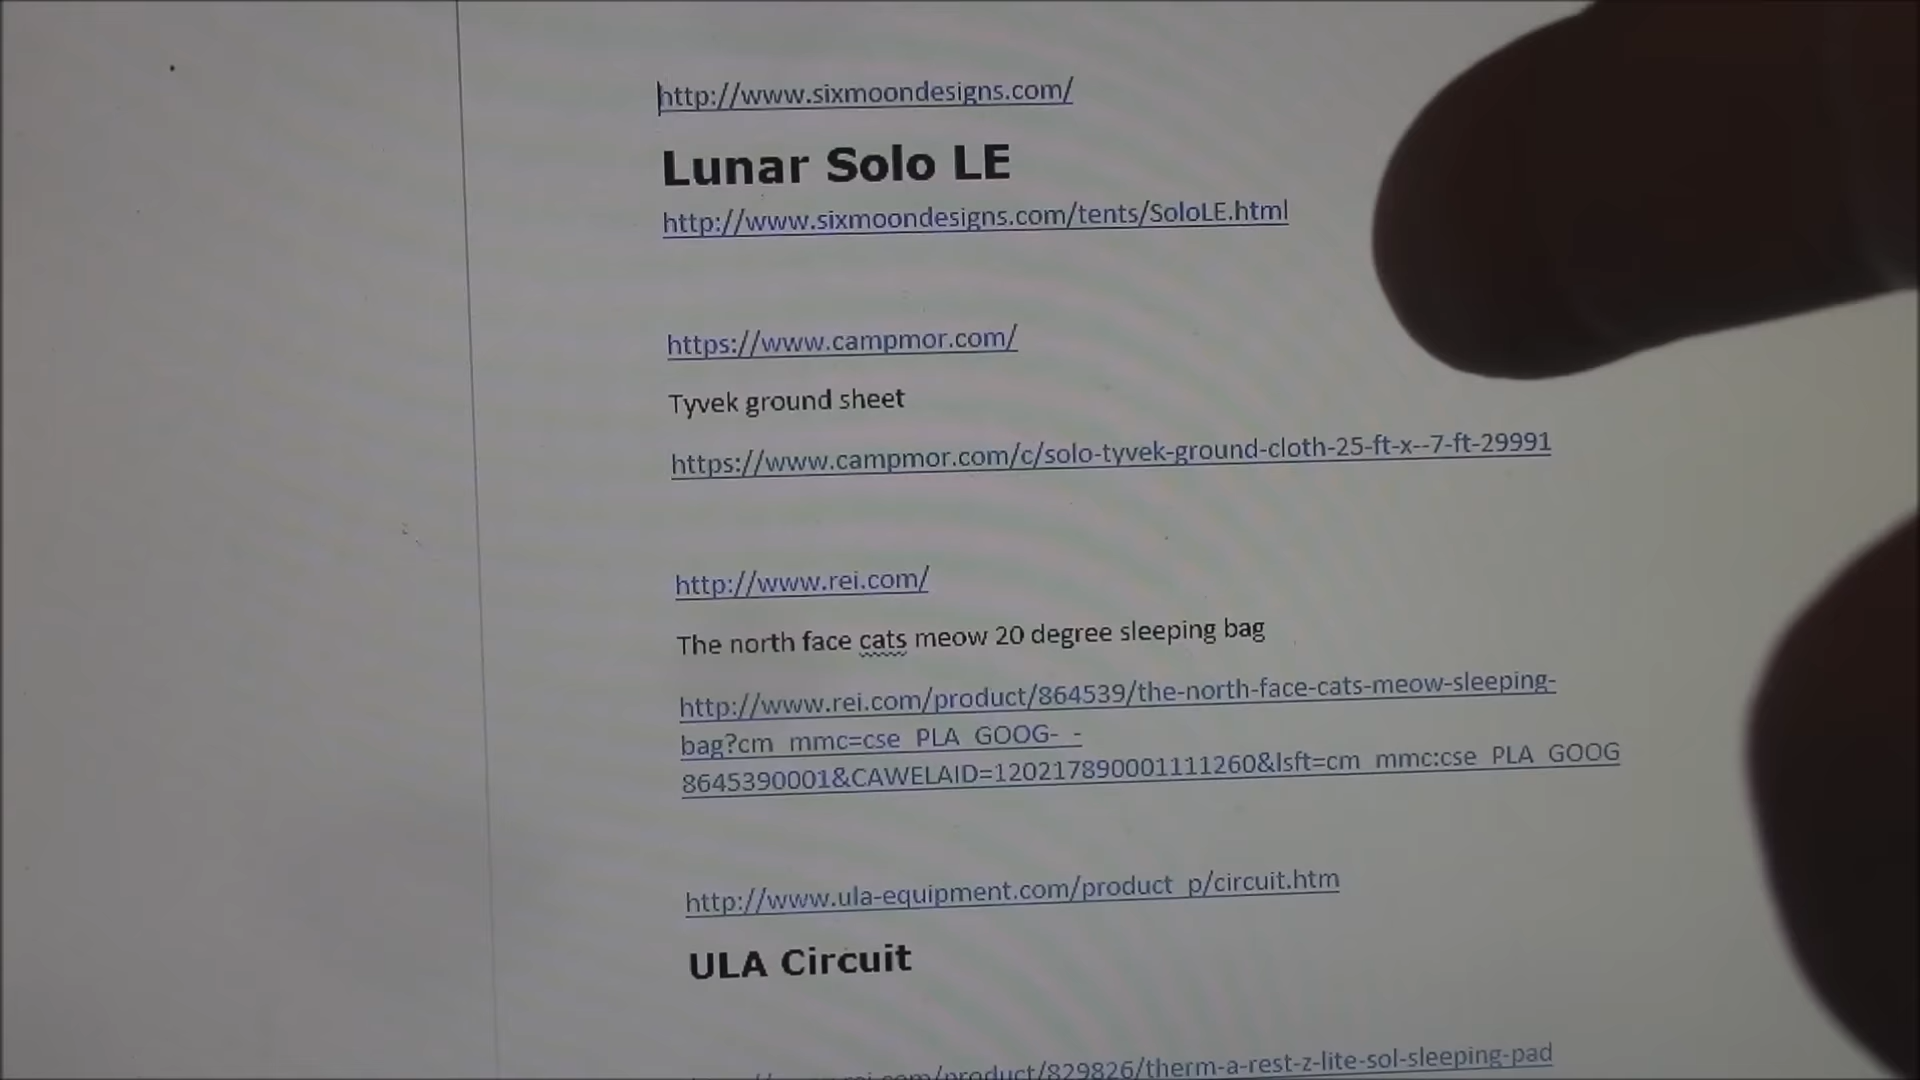 http://www.sixmoondesigns.com/
Lunar Solo LE
http://www.sixmoondesigns.com/tents/SoloLE.html
https://www.campmor.com/
Tyvek ground sheet
https://www.campmor.com/c/solo-tyvek-ground-cloth-25-ft-x--7-ft-29991
http://www.rei.com/
The north face cats meow 20 degree sleeping bag
http://www.rei.com/product/864539/the-north-face-cats-meow-sleeping-
bag?cm_mmc=cse_PLA_GOOG-_-
8645390001&CAWELAID=120217890001111260&lsft=cm_mmc:cse_PLA_GOOG
http://www.ula-equipment.com/product_p/circuit.htm
ULA Circuit
rei.com/product/829826/therm-a-rest-z-lite-sol-sleeping-pad